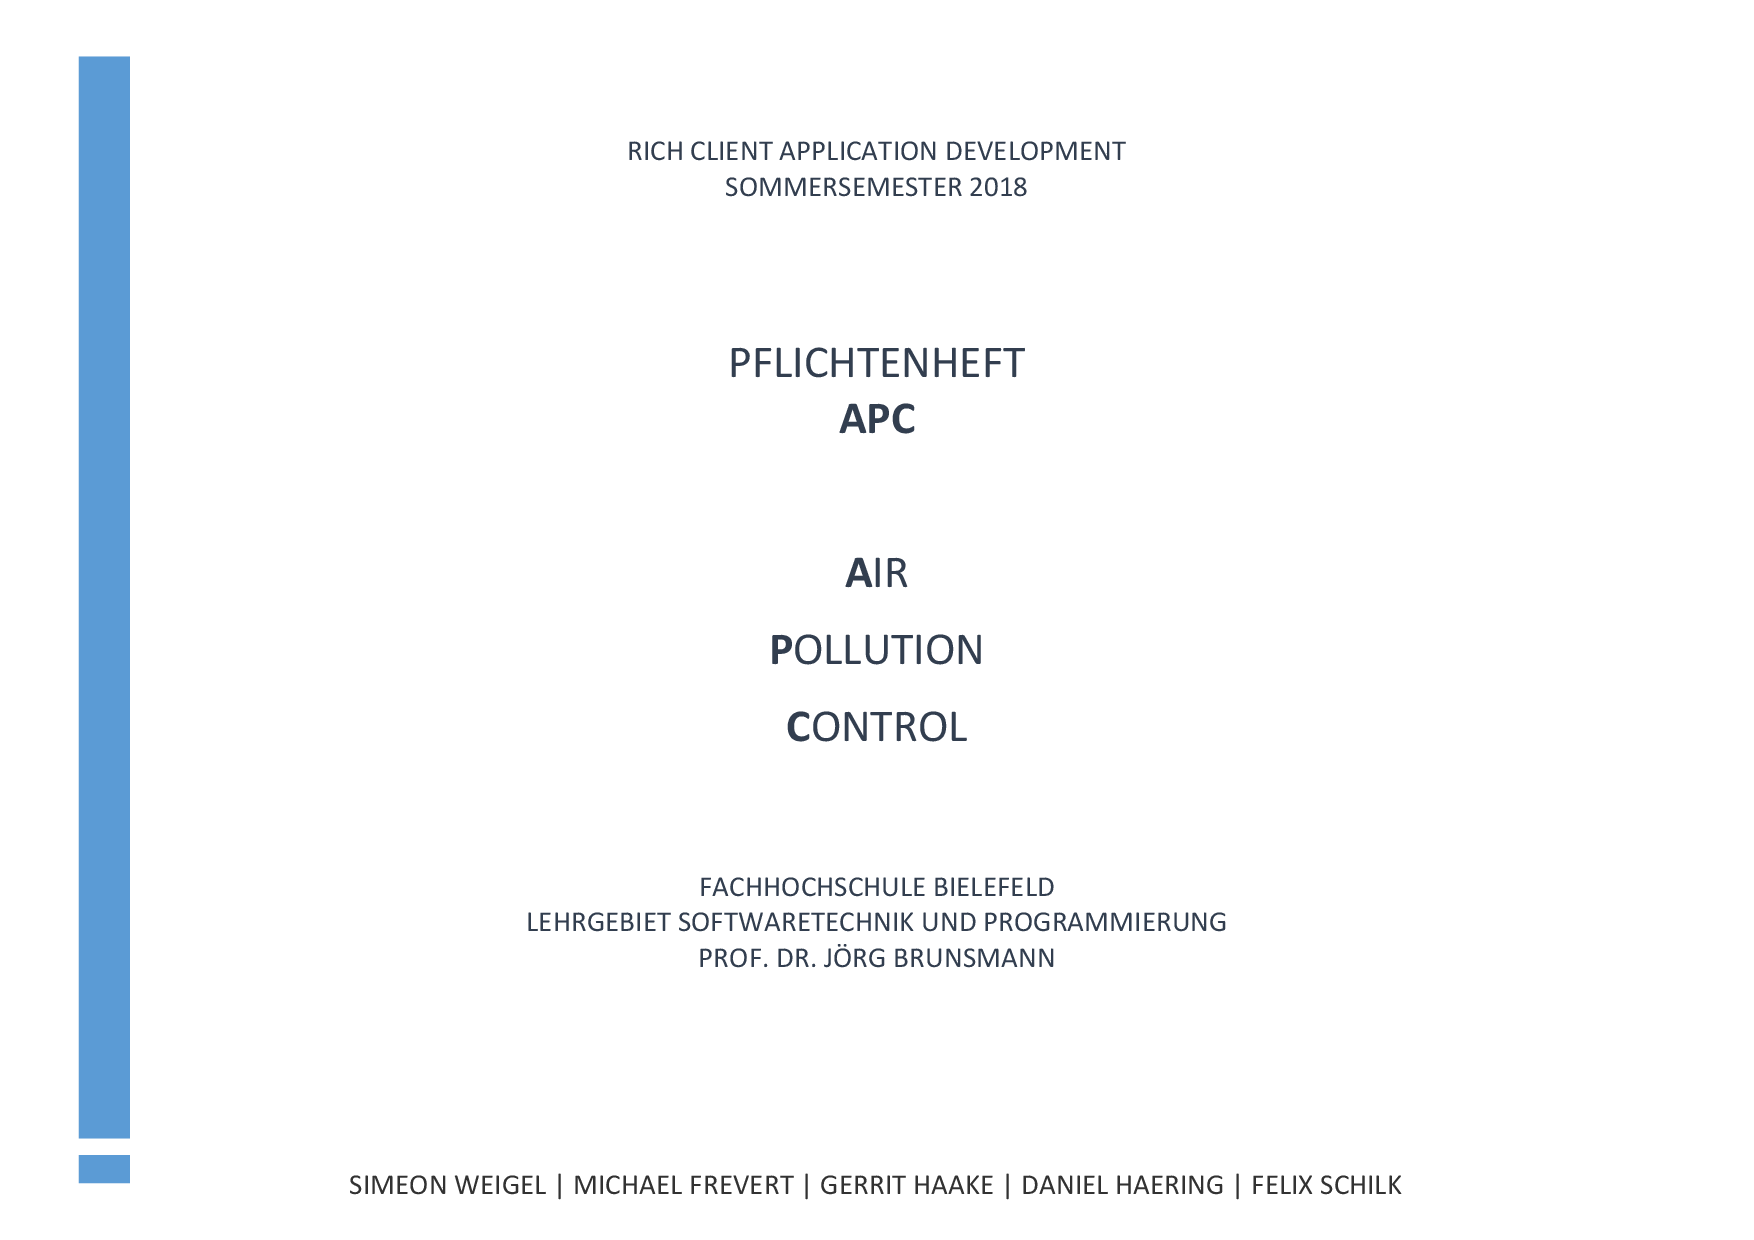 RICH CLIENT APPLICATION DEVELOPMENT
SOMMERSEMESTER 2018
PFLICHTENHEFT
APC
AIR
POLLUTION
CONTROL
FACHHOCHSCHULE BIELEFELD
LEHRGEBIET SOFTWARETECHNIK UND PROGRAMMIERUNG
PROF. DR. JÖRG BRUNSMANN
SIMEON WEIGEL | MICHAEL FREVERT | GERRIT HAAKE | DANIEL HAERING | FELIX SCHILK